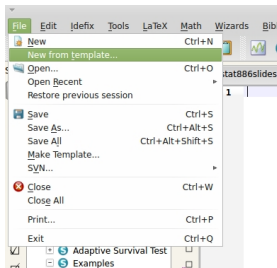 File Edit Idefix Tools LaTeX Math Wizards Bib
New Ctrl+N
New from template...
Open... Ctrl+O
Open Recent
Restore previous session
Save Ctrl+S
Save As... Ctrl+Alt+S
Save All Ctrl+Alt+Shift+S
Make Template...
SVN...
Close Ctrl+W
Close All
Print... Ctrl+P
Exit Ctrl+Q
stat886slides
1
Adaptive Survival Test
Examples